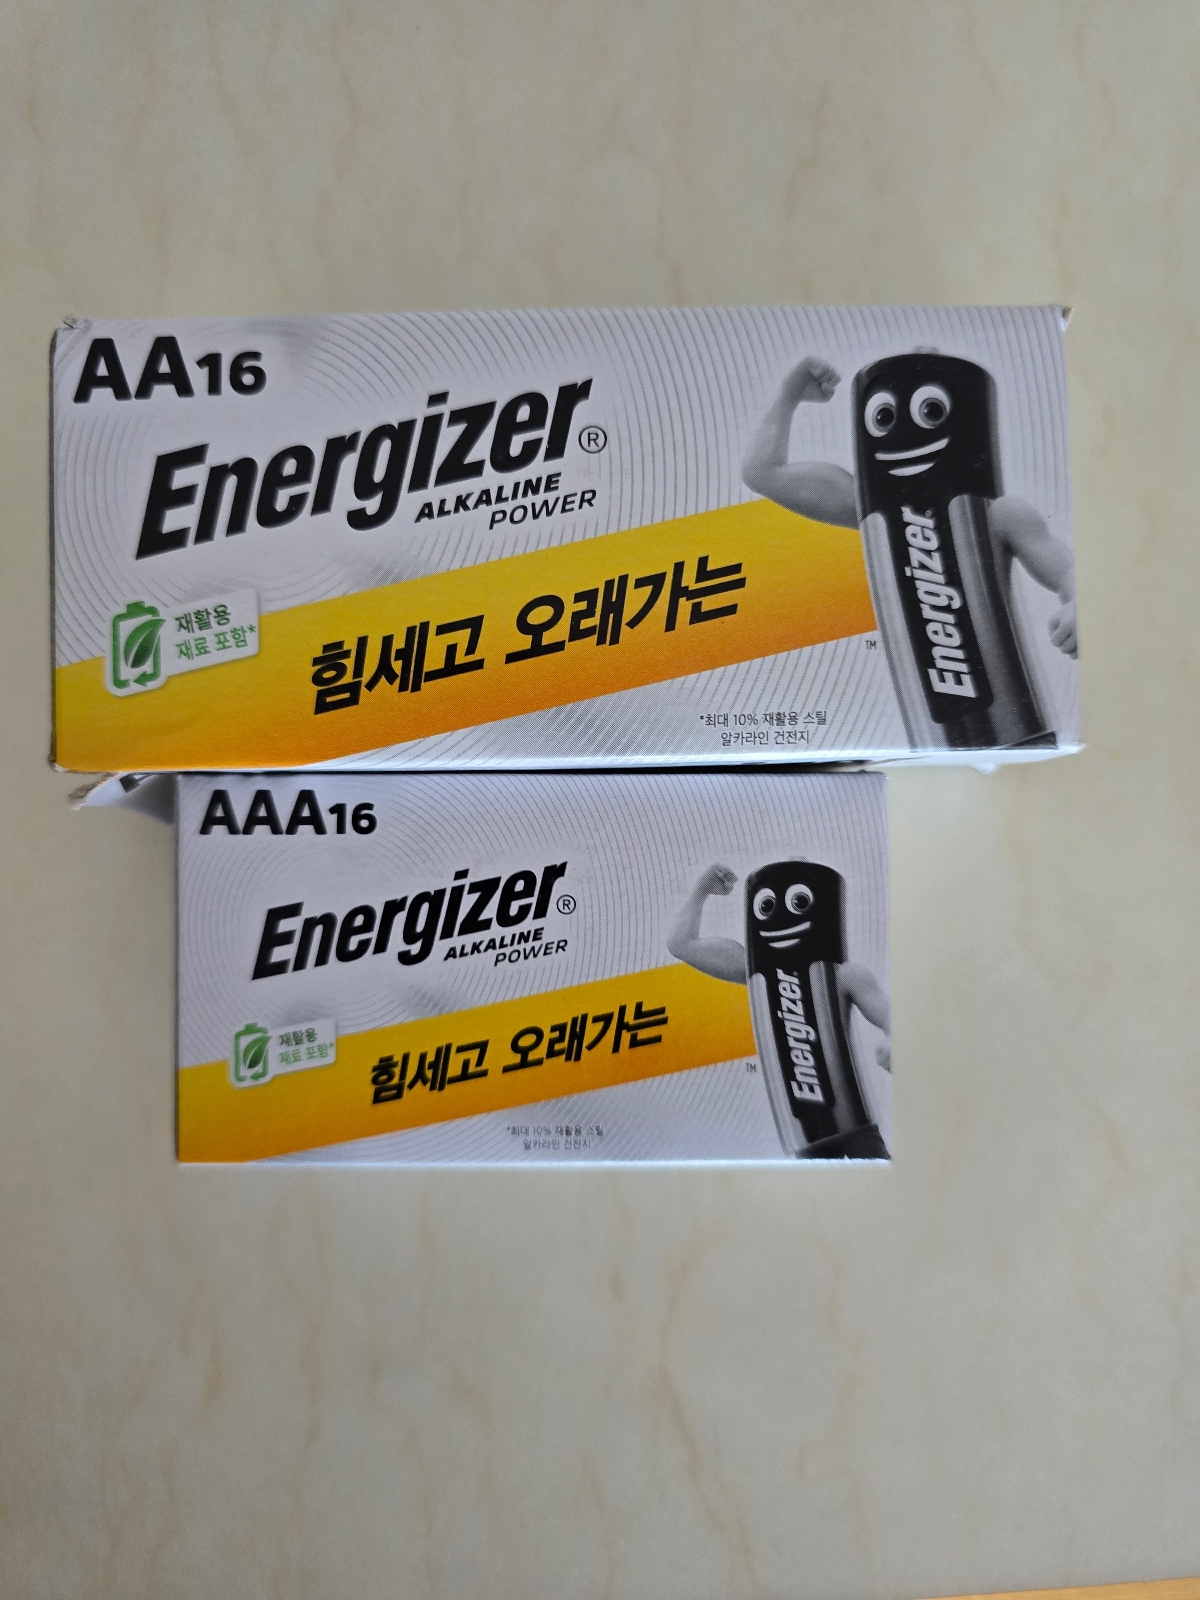 AA16
Energizer®
ALKALINE
POWER
재활용
재료 포함*
힘세고 오래가는
Energizer®
TM
*최대 10% 재활용 스틸
알카라인 건전지
AAA16
Energizer®
ALKALINE
POWER
재활용
재료 포함*
힘세고 오래가는
Energizer®
TM
*최대 10% 재활용 스틸
알카라인 건전지